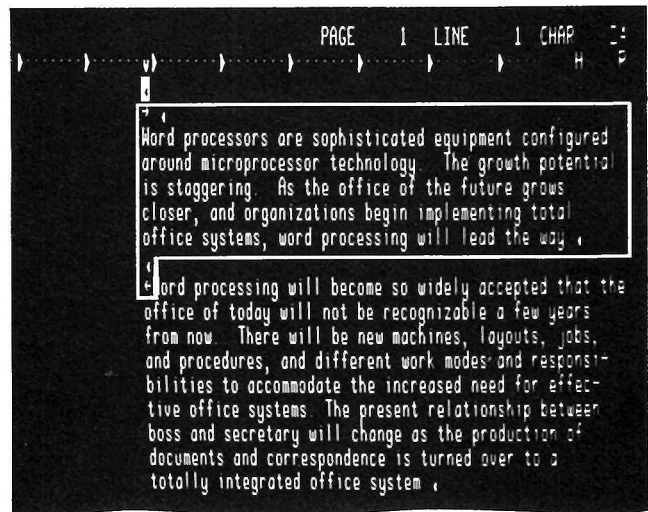 PAGE 1 LINE 1 CHAR
H P
Word processors are sophisticated equipment configured
around microprocessor technology. The growth potential
is staggering. As the office of the future grows
closer, and organizations begin implementing total
office systems, word processing will lead the way
ord processing will become so widely accepted that the
office of today will not be recognizable a few years
from now. There will be new machines, layouts, jobs,
and procedures, and different work modes and responsi-
bilities to accommodate the increased need for effec-
tive office systems. The present relationship between
boss and secretary will change as the production of
documents and correspondence is turned over to a
totally integrated office system